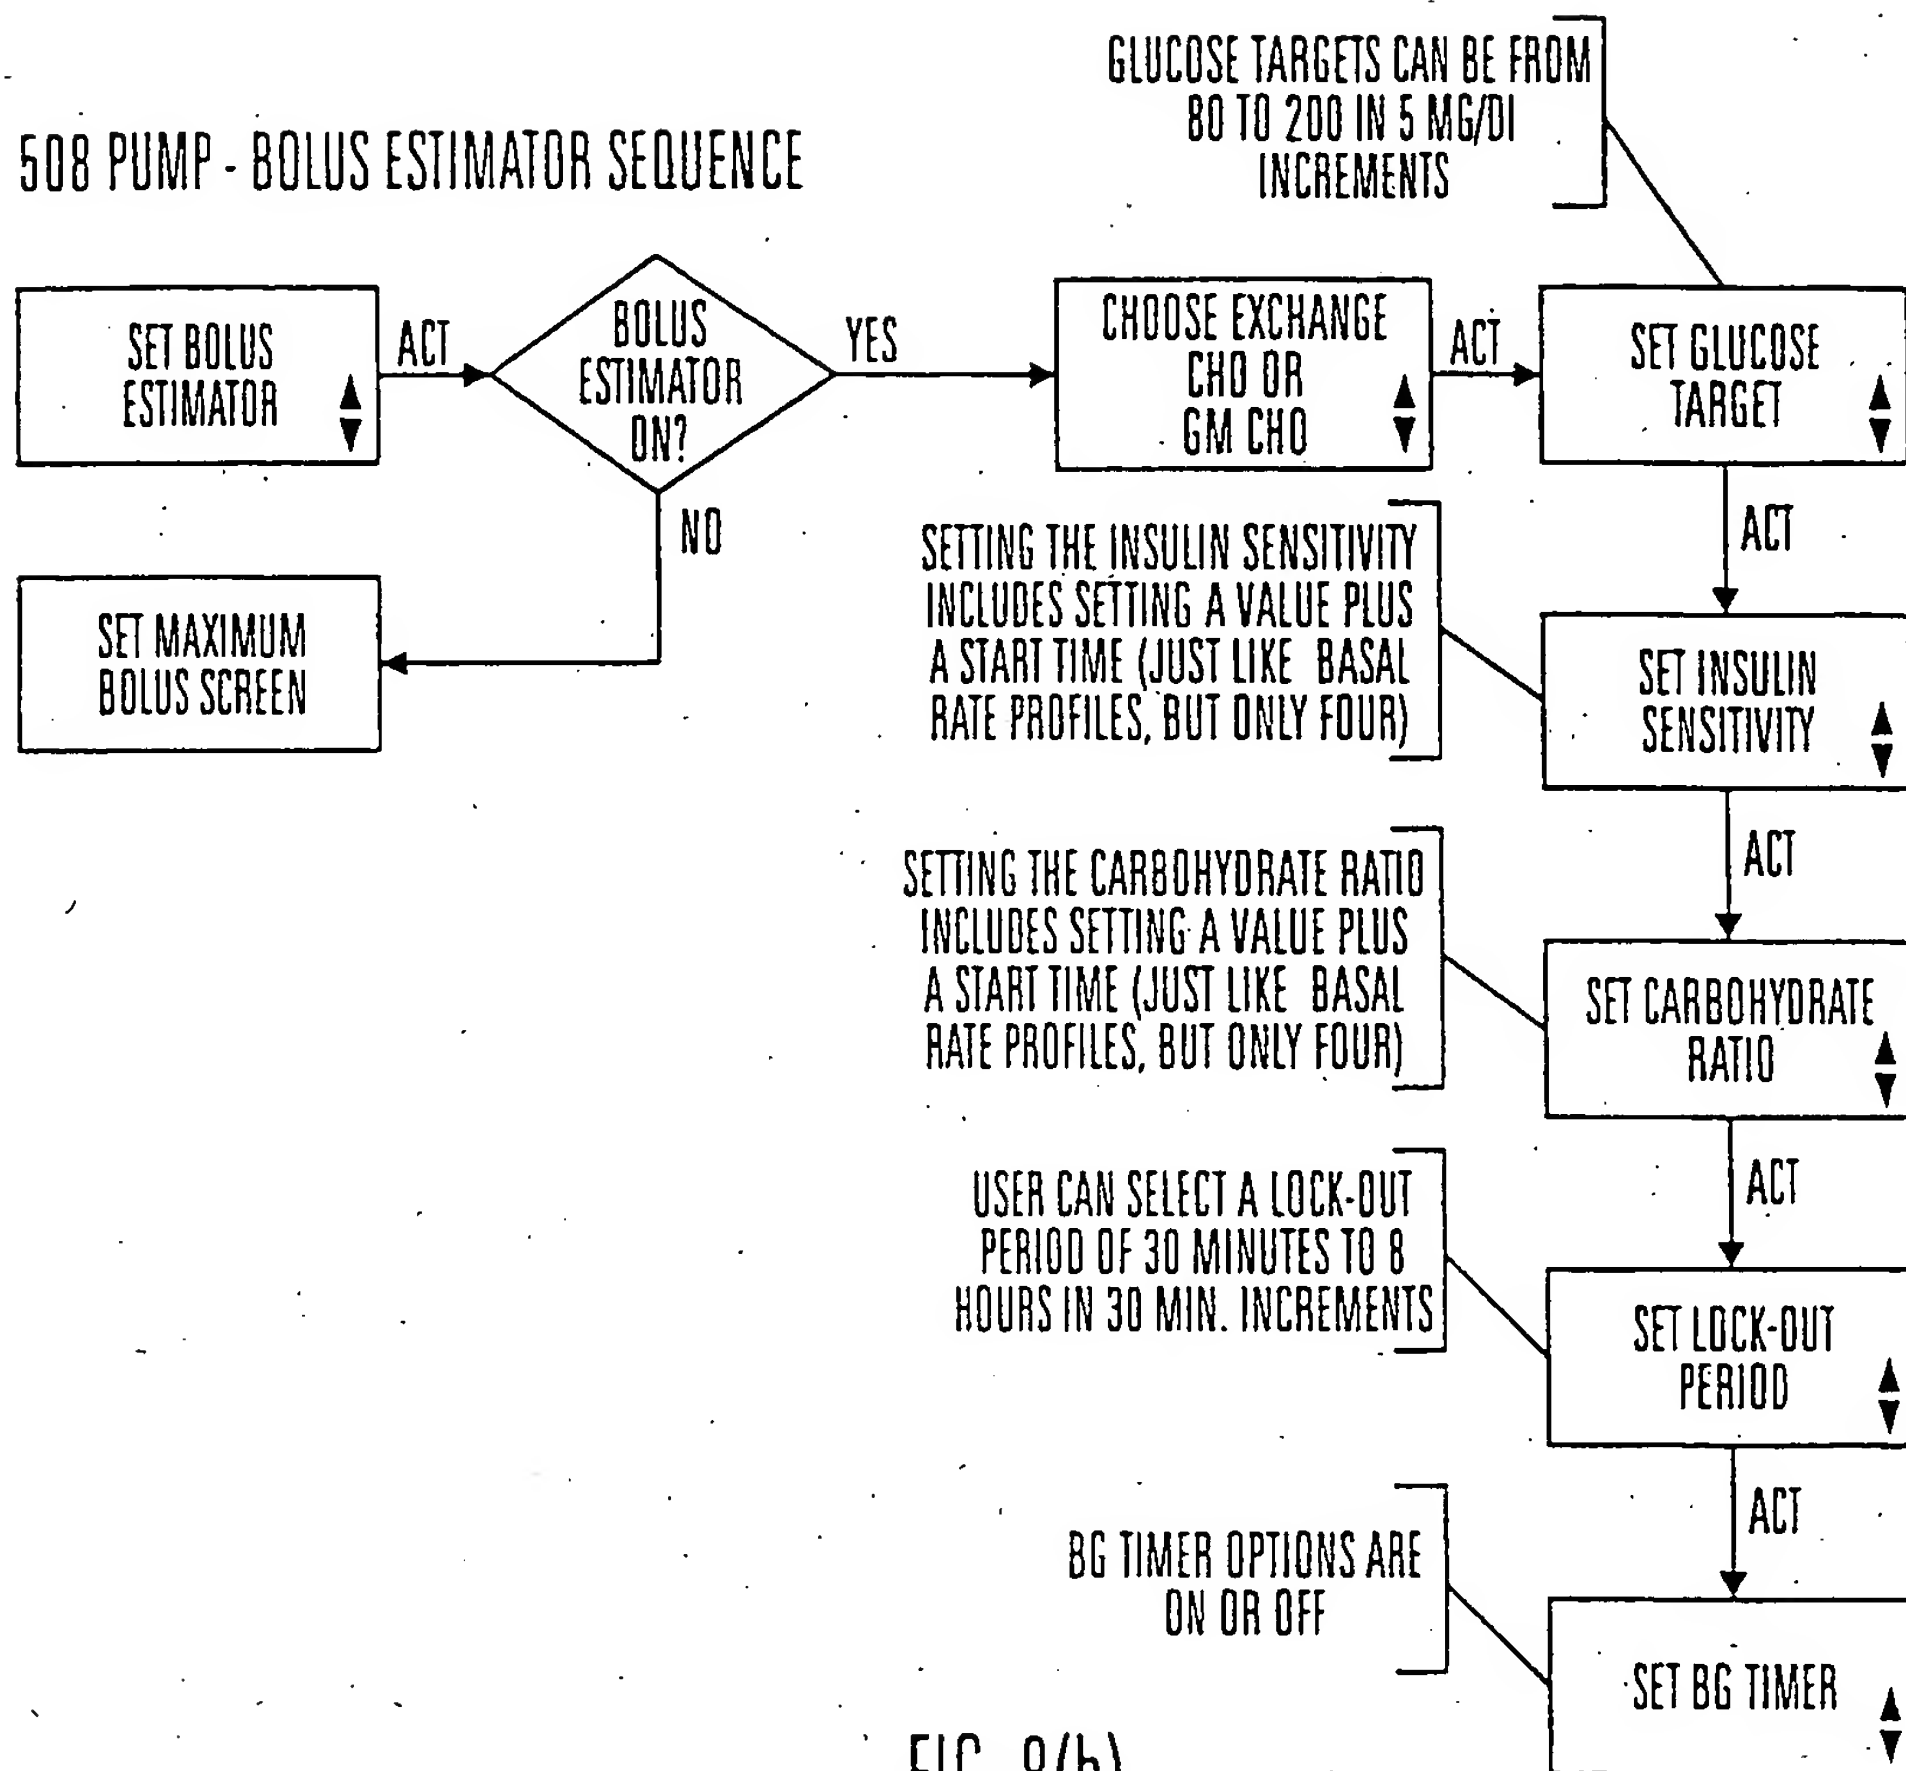 GLUCOSE TARGETS CAN BE FROM
80 TO 200 IN 5 MG/DI
INCREMENTS
508 PUMP - BOLUS ESTIMATOR SEQUENCE
SET BOLUS
ESTIMATOR
ACT
BOLUS
ESTIMATOR
ON?
YES
CHOOSE EXCHANGE
CHO OR
GM CHO
ACT
SET GLUCOSE
TARGET
NO
ACT
SET MAXIMUM
BOLUS SCREEN
SETTING THE INSULIN SENSITIVITY
INCLUDES SETTING A VALUE PLUS
A START TIME (JUST LIKE BASAL
RATE PROFILES, BUT ONLY FOUR)
SET INSULIN
SENSITIVITY
ACT
SETTING THE CARBOHYDRATE RATIO
INCLUDES SETTING A VALUE PLUS
A START TIME (JUST LIKE BASAL
RATE PROFILES, BUT ONLY FOUR)
SET CARBOHYDRATE
RATIO
ACT
USER CAN SELECT A LOCK-OUT
PERIOD OF 30 MINUTES TO 8
HOURS IN 30 MIN. INCREMENTS
SET LOCK-OUT
PERIOD
ACT
BG TIMER OPTIONS ARE
ON OR OFF
SET BG TIMER